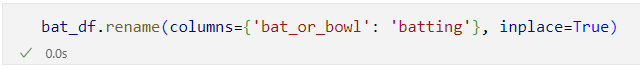 bat_df.rename(columns={'bat_or_bowl': 'batting'}, inplace=True)
0.0s